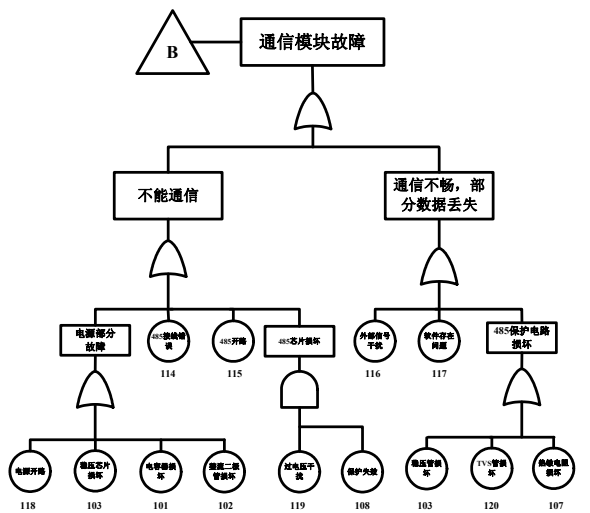 B
通信模块故障
不能通信
通信不畅，部
分数据丢失
电源部分
故障
485接线错
误
485开路
485芯片损坏
外部信号
干扰
软件存在
问题
485保护电路
损坏
114
115
116
117
电源开路
稳压芯片
损坏
电容器损
坏
整流二极
管损坏
过电压干
扰
保护失效
稳压管损
坏
TVS管损
坏
热敏电阻
损坏
118
103
101
102
119
108
103
120
107